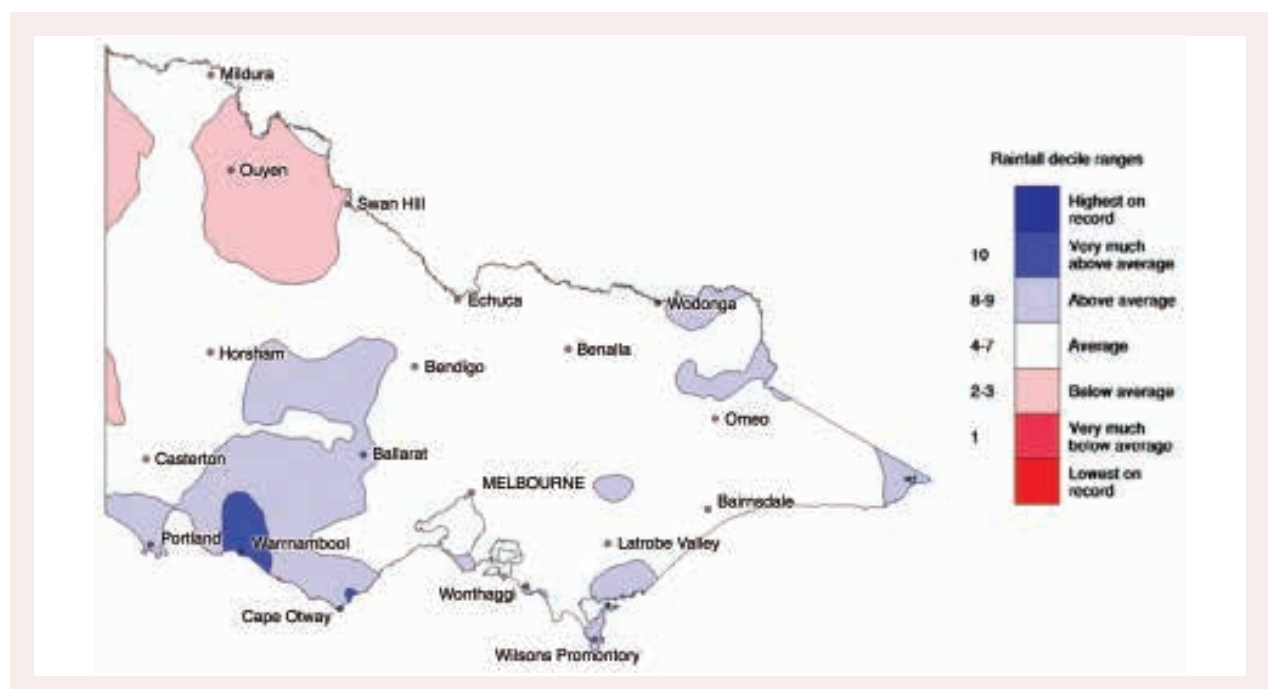 Mildura
Ouyen
Swan Hill
Echuca
Wodonga
Horsham
Bendigo
Benalla
Omeo
Casterton
Ballarat
MELBOURNE
Bairnsdale
Portland
Warrnambool
Latrobe Valley
Wonthaggi
Cape Otway
Wilsons Promontory
Rainfall decile ranges
Highest on
record
10
Very much
above average
8-9
Above average
4-7
Average
2-3
Below average
1
Very much
below average
Lowest on
record